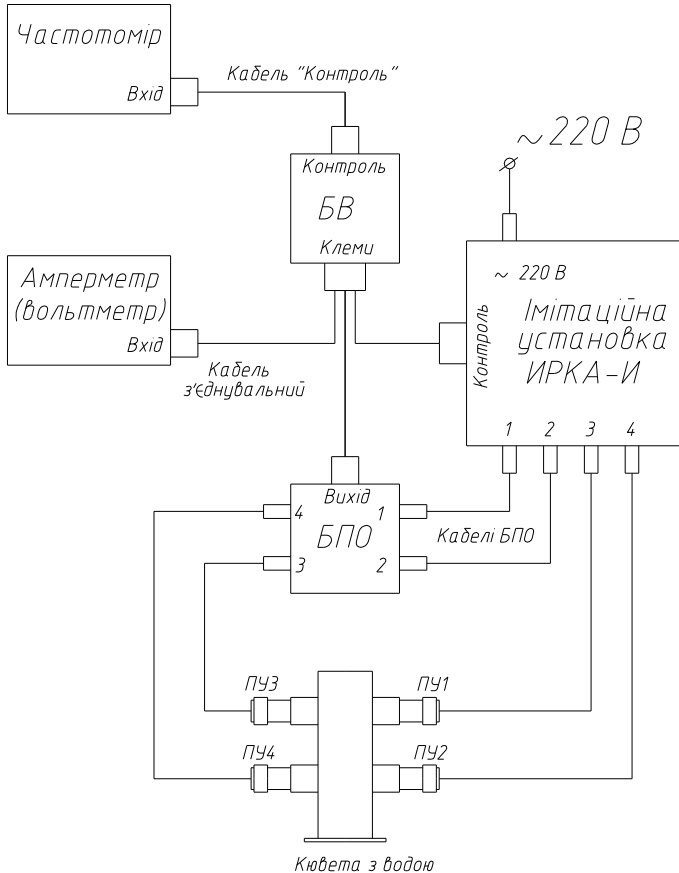 Частотомір
Вхід
Кабель "Контроль"
Контроль
БВ
Клеми
~220 В
Амперметр
(вольтметр)
Вхід
Кабель
з'єднувальний
~ 220 В
Імітаційна
установка
ИРКА-И
Контроль
1 2 3 4
Вихід
4 1
БПО
3 2
Кабелі БПО
ПУ3 ПУ1
ПУ4 ПУ2
Кювета з водою